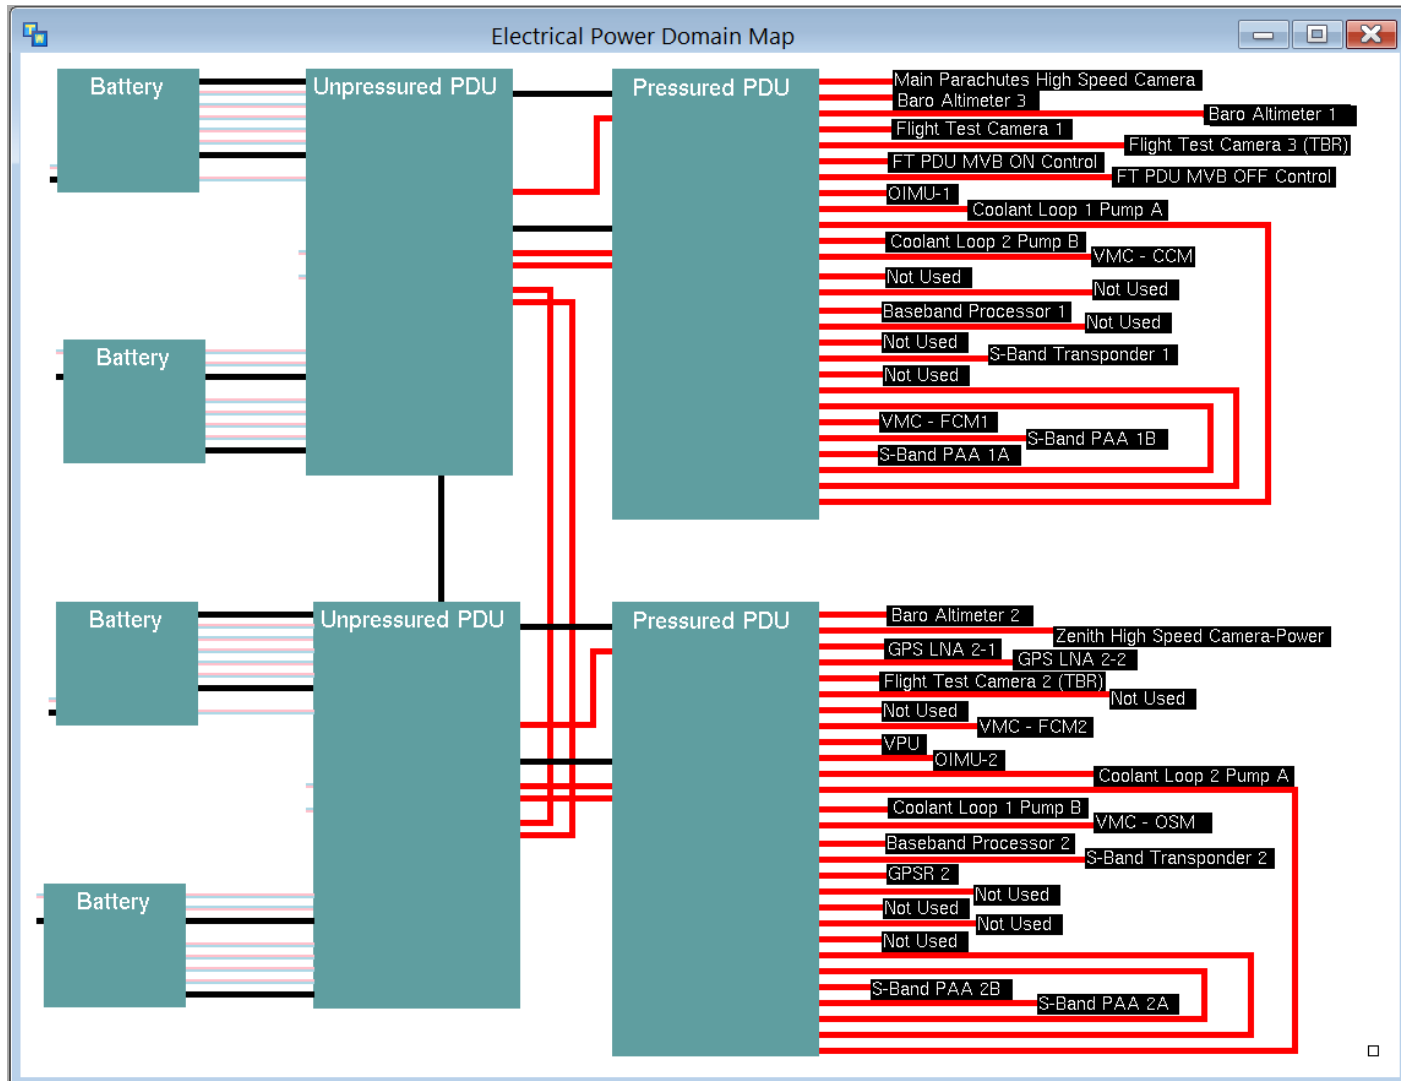 Electrical Power Domain Map
Battery
Unpressured PDU
Pressured PDU
Main Parachutes High Speed Camera
Baro Altimeter 3
Baro Altimeter 1
Flight Test Camera 1
Flight Test Camera 3 (TBR)
FT PDU MVB ON Control
FT PDU MVB OFF Control
OIMU-1
Coolant Loop 1 Pump A
Coolant Loop 2 Pump B
VMC - CCM
Not Used
Not Used
Baseband Processor 1
Not Used
Not Used
Battery
S-Band Transponder 1
Not Used
VMC - FCM1
S-Band PAA 1B
S-Band PAA 1A
Battery
Unpressured PDU
Pressured PDU
Baro Altimeter 2
Zenith High Speed Camera-Power
GPS LNA 2-1
GPS LNA 2-2
Flight Test Camera 2 (TBR)
Not Used
Not Used
VMC - FCM2
VPU
OIMU-2
Coolant Loop 2 Pump A
Coolant Loop 1 Pump B
VMC - OSM
Baseband Processor 2
S-Band Transponder 2
GPSR 2
Not Used
Battery
Not Used
Not Used
Not Used
S-Band PAA 2B
S-Band PAA 2A